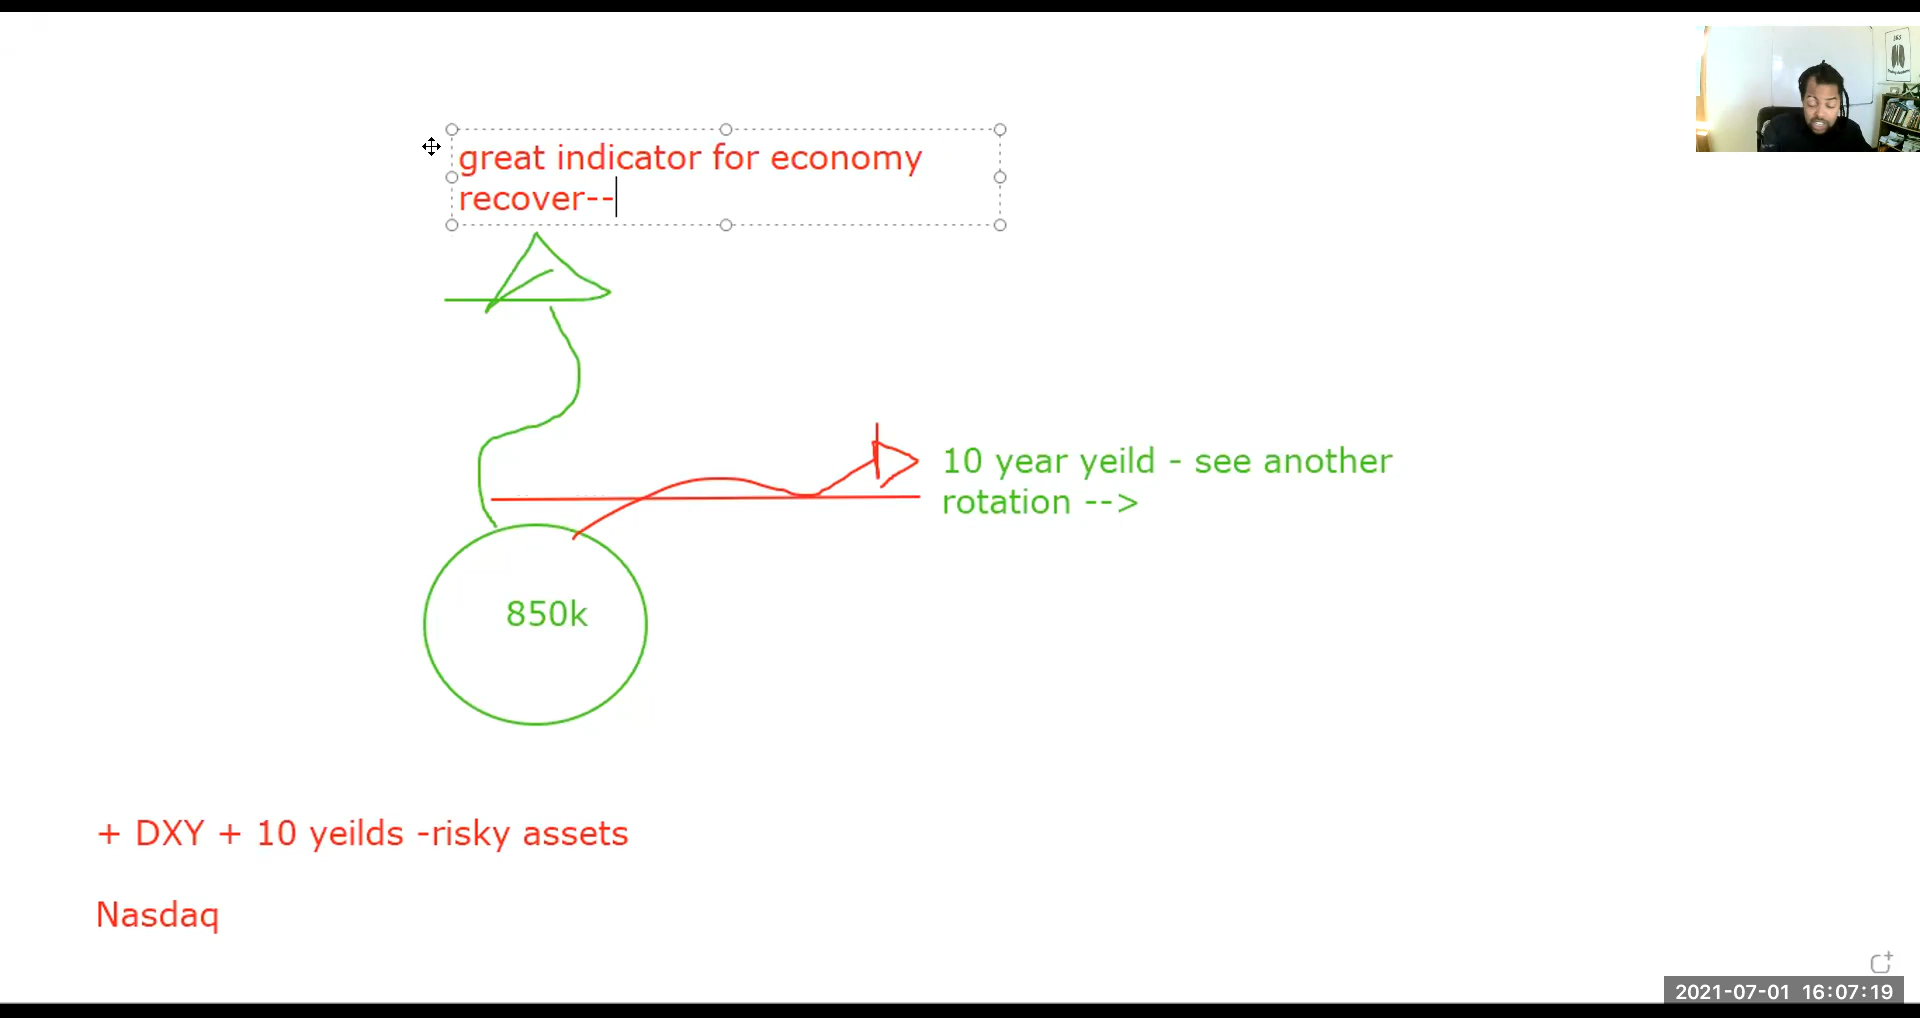 great indicator for economy
recover--
10 year yeild - see another
rotation -->
850k
+ DXY + 10 yeilds -risky assets
Nasdaq
2021-07-01 16:07:19